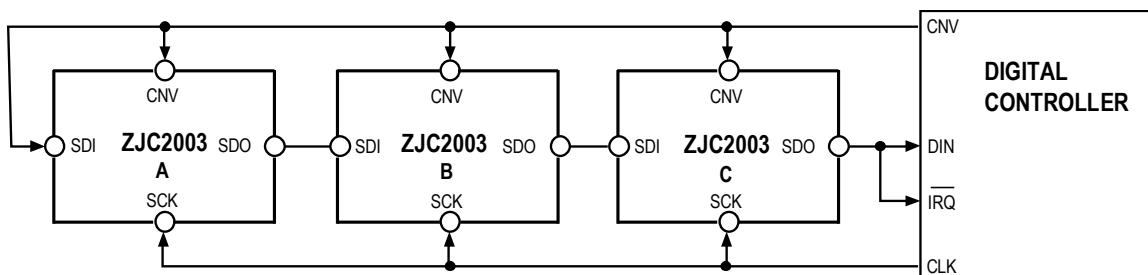 CNV
CNV
CNV
CNV
DIGITAL
CONTROLLER
SDI
ZJC2003
A
SDO
SCK
SDI
ZJC2003
B
SDO
SCK
SDI
ZJC2003
C
SDO
SCK
DIN
IRQ
CLK